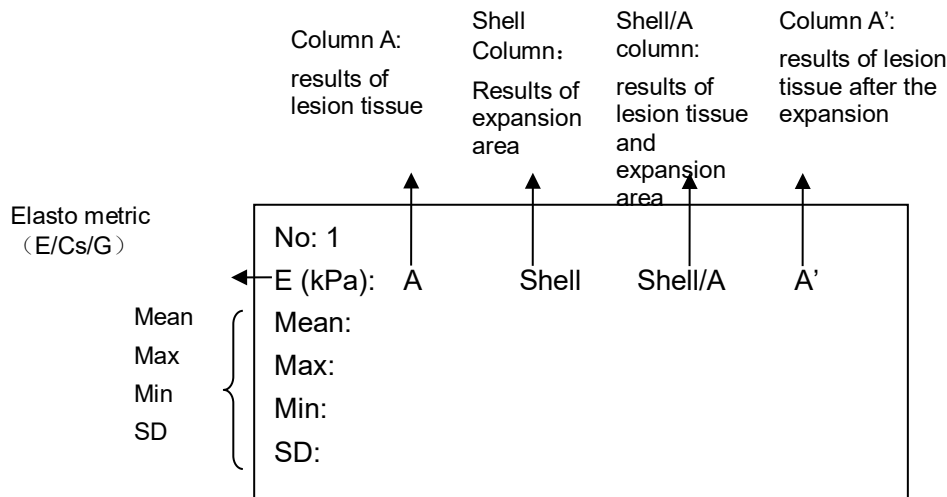 Column A:
results of
lesion tissue
Shell
Column：
Results of
expansion
area
Shell/A
column:
results of
lesion tissue
and
expansion
area
Column A’:
results of lesion
tissue after the
expansion
Elasto metric
（E/Cs/G）
No: 1
E (kPa): A Shell Shell/A A’
Mean:
Max:
Min:
SD:
Mean
Max
Min
SD